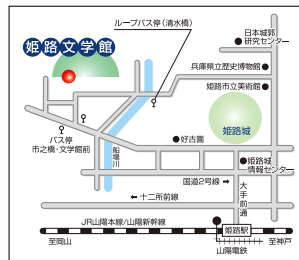 ループバス停(清水橋)
日本城郭
研究センター
姫路文学館
兵庫県立歴史博物館
姫路市立美術館
姫路城
バス停
市之橋・文学館前
船場川
好古園
姫路城
情報センター
国道2号線 →
大手前通
← 十二所前線
JR山陽本線/山陽新幹線
姫路駅
至岡山
至神戸
山陽電鉄